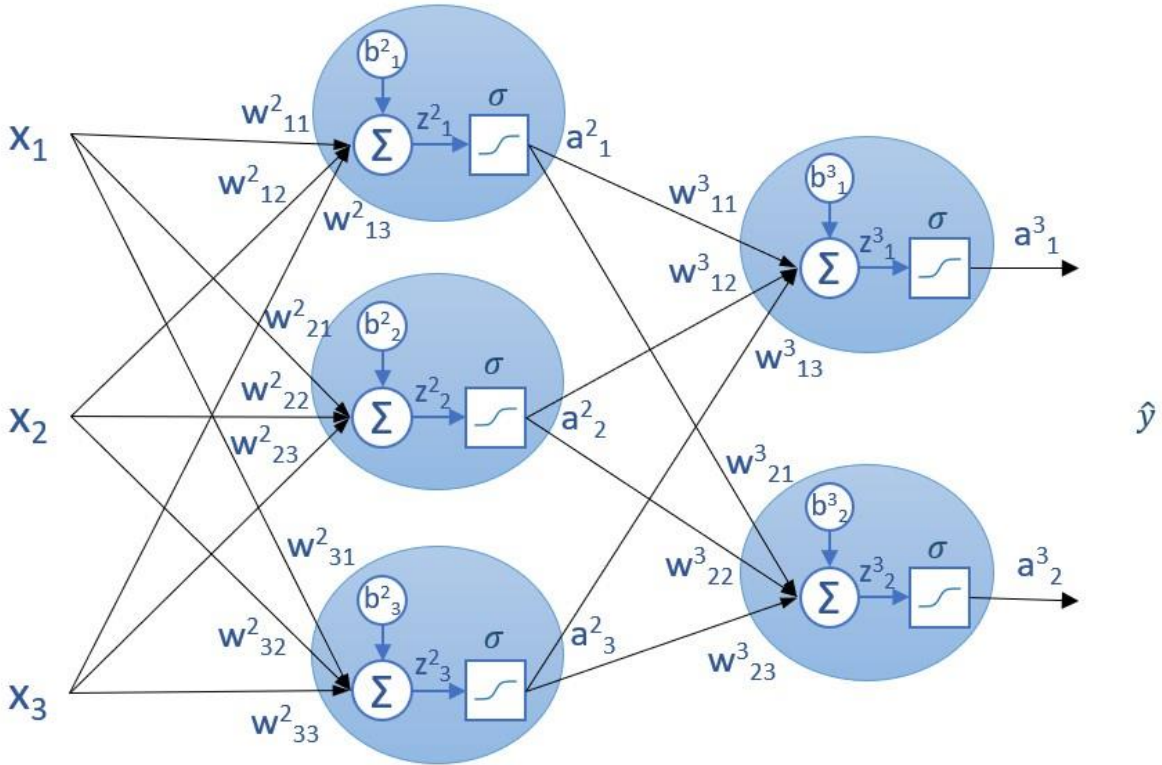 x₁
x₂
x₃
w²₁₁
w²₁₂
w²₁₃
w²₂₁
w²₂₂
w²₂₃
w²₃₁
w²₃₂
w²₃₃
b²₁
Σ
z²₁
σ
a²₁
b²₂
Σ
z²₂
σ
a²₂
b²₃
Σ
z²₃
σ
a²₃
w³₁₁
w³₁₂
w³₁₃
w³₂₁
w³₂₂
w³₂₃
b³₁
Σ
z³₁
σ
a³₁
b³₂
Σ
z³₂
σ
a³₂
ŷ